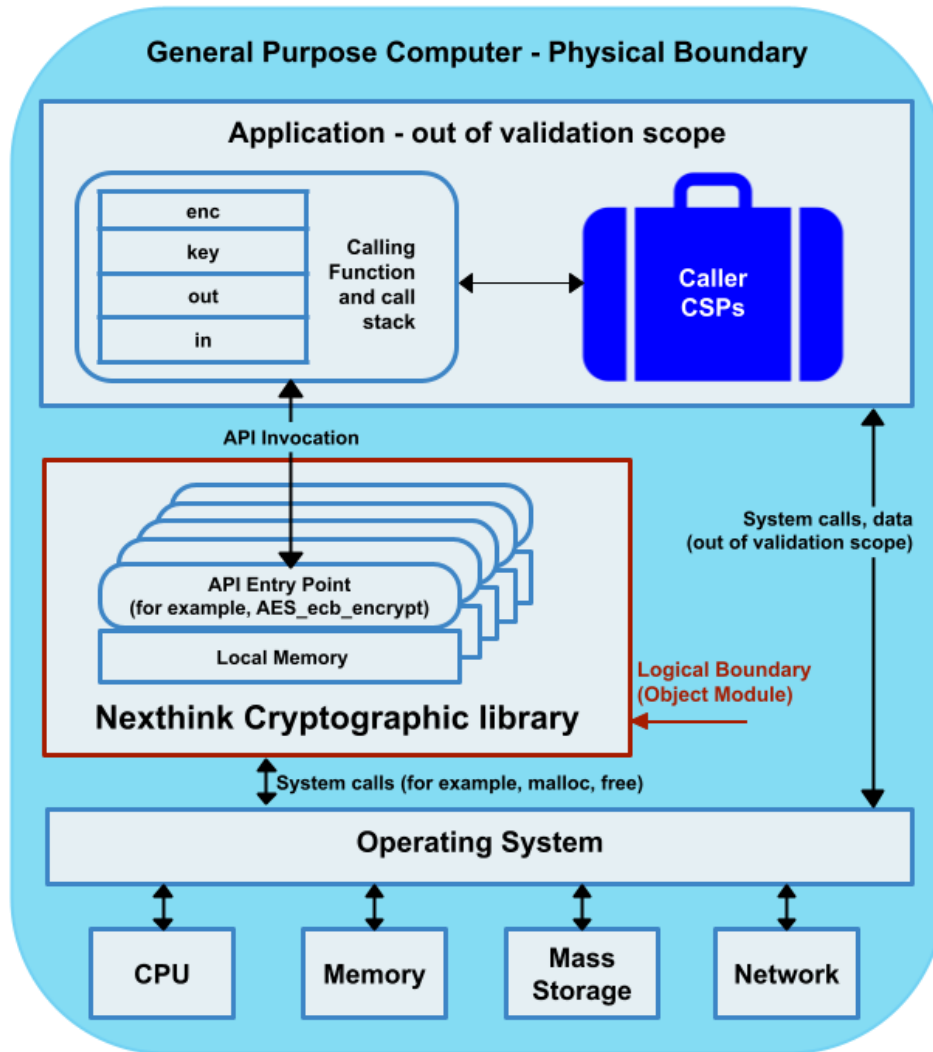 General Purpose Computer - Physical Boundary
Application - out of validation scope
enc
key
out
in
Calling
Function
and call
stack
Caller
CSPs
API Invocation
System calls, data
(out of validation scope)
API Entry Point
(for example, AES_ecb_encrypt)
Local Memory
Nexthink Cryptographic library
Logical Boundary
(Object Module)
System calls (for example, malloc, free)
Operating System
CPU
Memory
Mass
Storage
Network